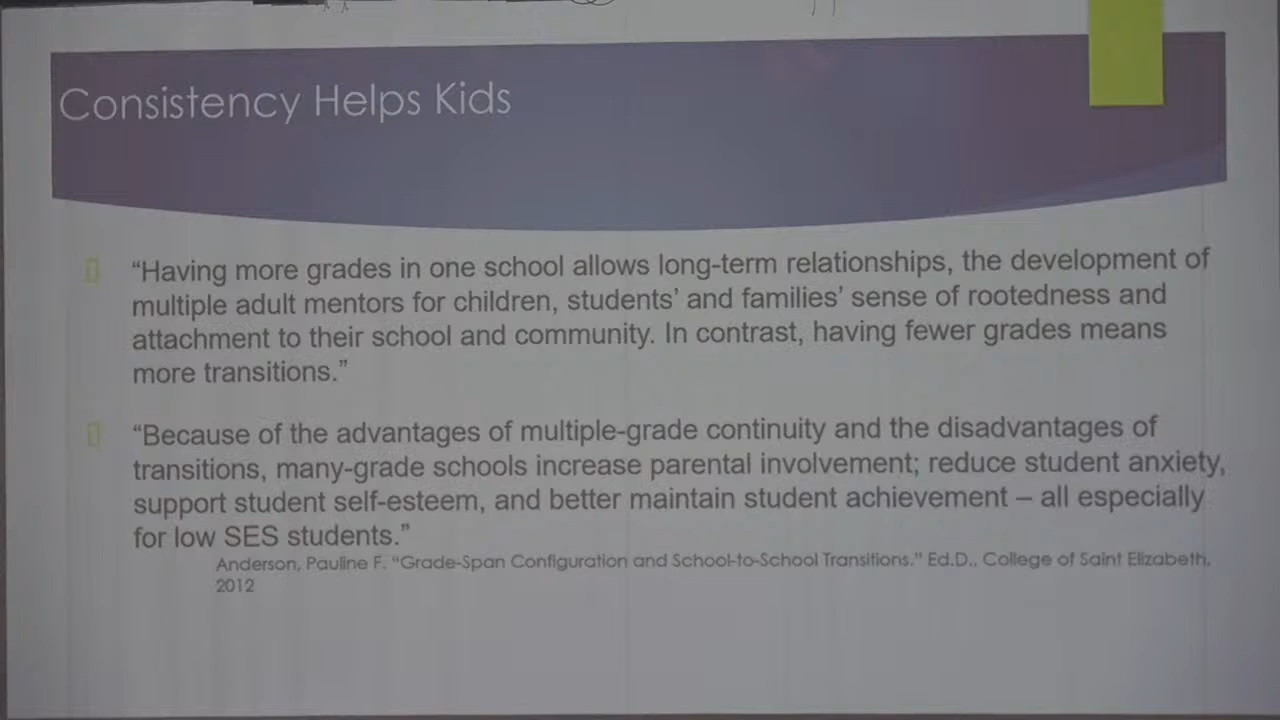 Consistency Helps Kids
“Having more grades in one school allows long-term relationships, the development of
multiple adult mentors for children, students’ and families’ sense of rootedness and
attachment to their school and community. In contrast, having fewer grades means
more transitions.”
“Because of the advantages of multiple-grade continuity and the disadvantages of
transitions, many-grade schools increase parental involvement; reduce student anxiety,
support student self-esteem, and better maintain student achievement – all especially
for low SES students.”
Anderson, Pauline F. “Grade-Span Configuration and School-to-School Transitions.” Ed.D., College of Saint Elizabeth,
2012